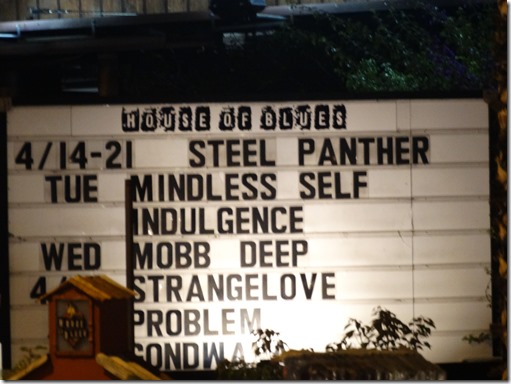 HOUSE OF BLUES
4/14-21 STEEL PANTHER
TUE MINDLESS SELF
INDULGENCE
WED MOBB DEEP
STRANGELOVE
PROBLEM